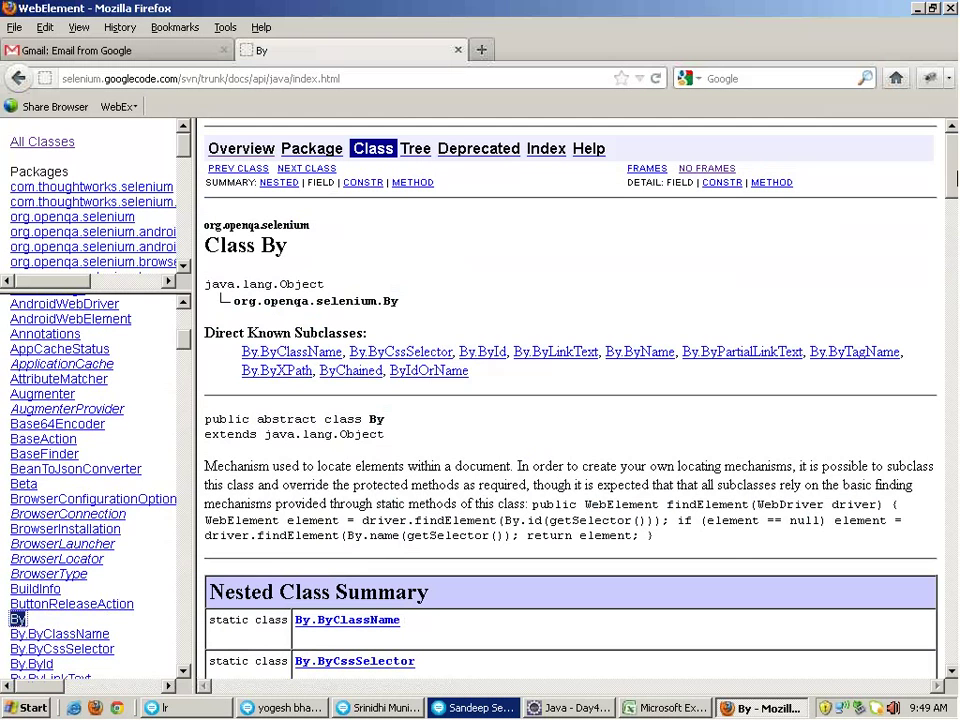 WebElement - Mozilla Firefox
File Edit View History Bookmarks Tools Help
Gmail: Email from Google
By
selenium.googlecode.com/svn/trunk/docs/api/java/index.html
Google
Share Browser WebEx
All Classes
Packages
com.thoughtworks.selenium
com.thoughtworks.selenium.
org.openqa.selenium
org.openqa.selenium.androi
org.openqa.selenium.androi
org.openqa.selenium.browse
AndroidWebDriver
AndroidWebElement
Annotations
AppCacheStatus
ApplicationCache
AttributeMatcher
Augmenter
AugmenterProvider
Base64Encoder
BaseAction
BaseFinder
BeanToJsonConverter
Beta
BrowserConfigurationOption
BrowserConnection
BrowserInstallation
BrowserLauncher
BrowserLocator
BrowserType
BuildInfo
ButtonReleaseAction
By
By.ByClassName
By.ByCssSelector
By.ById
By.ByLinkText
Overview Package Class Tree Deprecated Index Help
PREV CLASS NEXT CLASS FRAMES NO FRAMES
SUMMARY: NESTED | FIELD | CONSTR | METHOD DETAIL: FIELD | CONSTR | METHOD
org.openqa.selenium
Class By
java.lang.Object
org.openqa.selenium.By
Direct Known Subclasses:
By.ByClassName, By.ByCssSelector, By.ById, By.ByLinkText, By.ByName, By.ByPartialLinkText, By.ByTagName,
By.ByXPath, ByChained, ByIdOrName
public abstract class By
extends java.lang.Object
Mechanism used to locate elements within a document. In order to create your own locating mechanisms, it is possible to subclass
this class and override the protected methods as required, though it is expected that that all subclasses rely on the basic finding
mechanisms provided through static methods of this class: public WebElement findElement(WebDriver driver) {
WebElement element = driver.findElement(By.id(getSelector())); if (element == null) element =
driver.findElement(By.name(getSelector()); return element; }
Nested Class Summary
static class By.ByClassName
static class By.ByCssSelector
Start
lr
yogesh bha...
Srinidhi Muni...
Sandeep Se...
Java - Day4...
Microsoft Ex...
By - Mozill...
9:49 AM